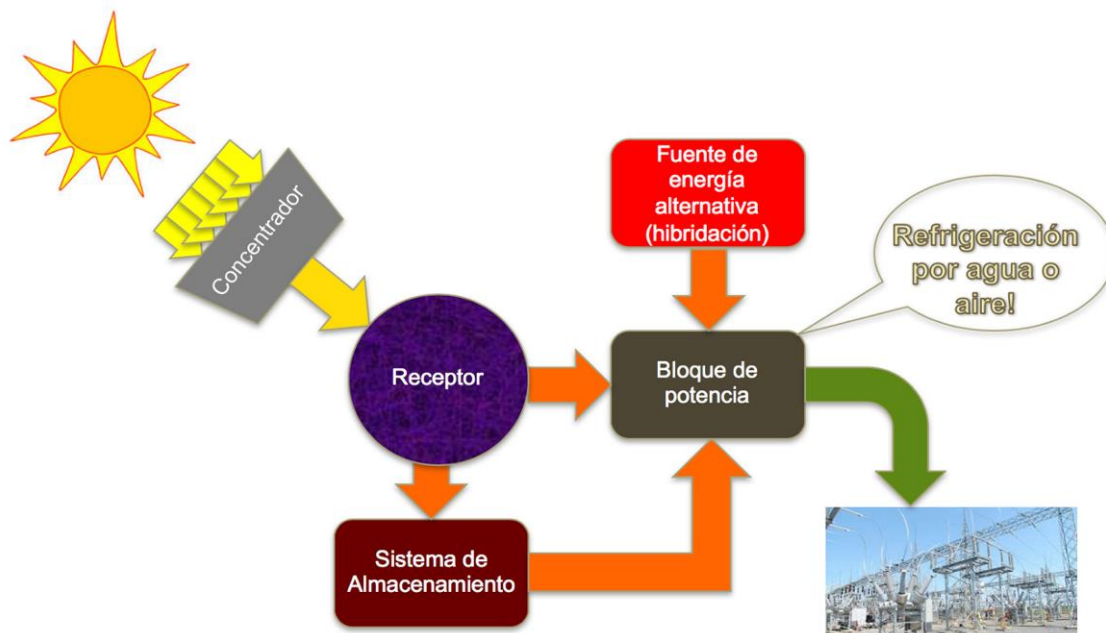 Concentrador
Fuente de
energía
alternativa
(hibridación)
Refrigeración
por agua o
aire!
Receptor
Bloque de
potencia
Sistema de
Almacenamiento